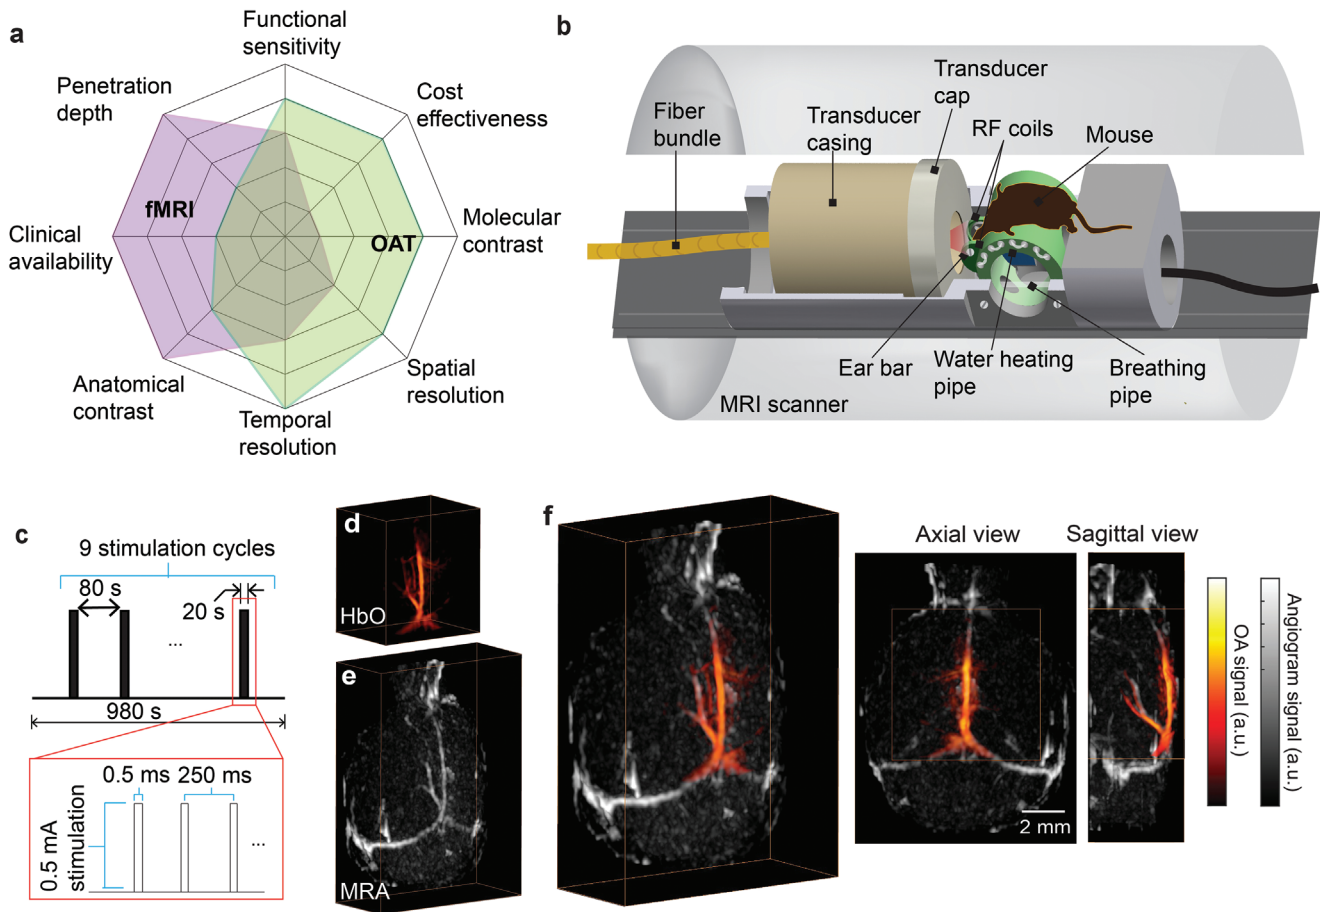 a
Functional
sensitivity
Penetration
depth
Cost
effectiveness
Clinical
availability
fMRI
OAT
Molecular
contrast
Anatomical
contrast
Temporal
resolution
Spatial
resolution
b
Fiber
bundle
Transducer
casing
Transducer
cap
RF coils
Mouse
Ear bar
Water heating
pipe
Breathing
pipe
MRI scanner
c
9 stimulation cycles
80 s
20 s
...
980 s
0.5 ms
250 ms
0.5 mA
stimulation
...
d
HbO
e
MRA
f
Axial view
Sagittal view
2 mm
OA signal (a.u.)
Angiogram signal (a.u.)